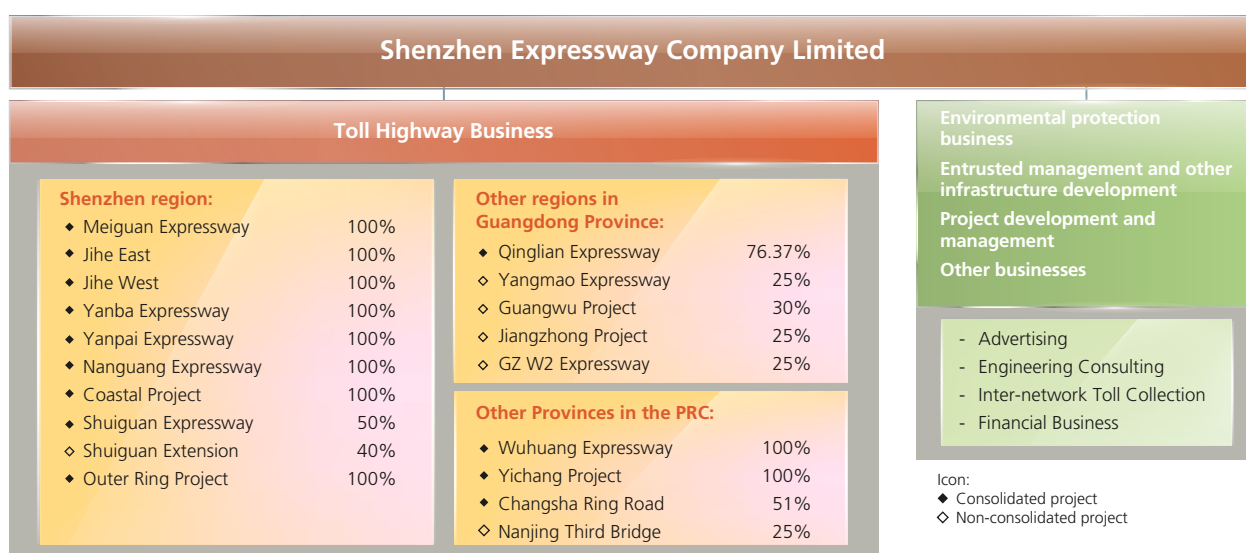 Shenzhen Expressway Company Limited
Toll Highway Business
Shenzhen region:
◆ Meiguan Expressway 100%
◆ Jihe East 100%
◆ Jihe West 100%
◆ Yanba Expressway 100%
◆ Yanpai Expressway 100%
◆ Nanguang Expressway 100%
◆ Coastal Project 100%
◆ Shuiguan Expressway 50%
◇ Shuiguan Extension 40%
◆ Outer Ring Project 100%
Other regions in
Guangdong Province:
◆ Qinglian Expressway 76.37%
◇ Yangmao Expressway 25%
◇ Guangwu Project 30%
◇ Jiangzhong Project 25%
◇ GZ W2 Expressway 25%
Other Provinces in the PRC:
◆ Wuhuang Expressway 100%
◆ Yichang Project 100%
◆ Changsha Ring Road 51%
◇ Nanjing Third Bridge 25%
Environmental protection
business
Entrusted management and other
infrastructure development
Project development and
management
Other businesses
- Advertising
- Engineering Consulting
- Inter-network Toll Collection
- Financial Business
Icon:
◆ Consolidated project
◇ Non-consolidated project